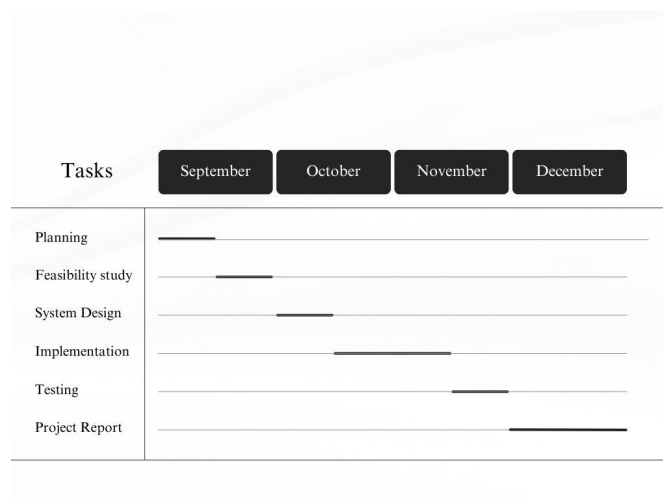 Tasks
September
October
November
December
Planning
Feasibility study
System Design
Implementation
Testing
Project Report